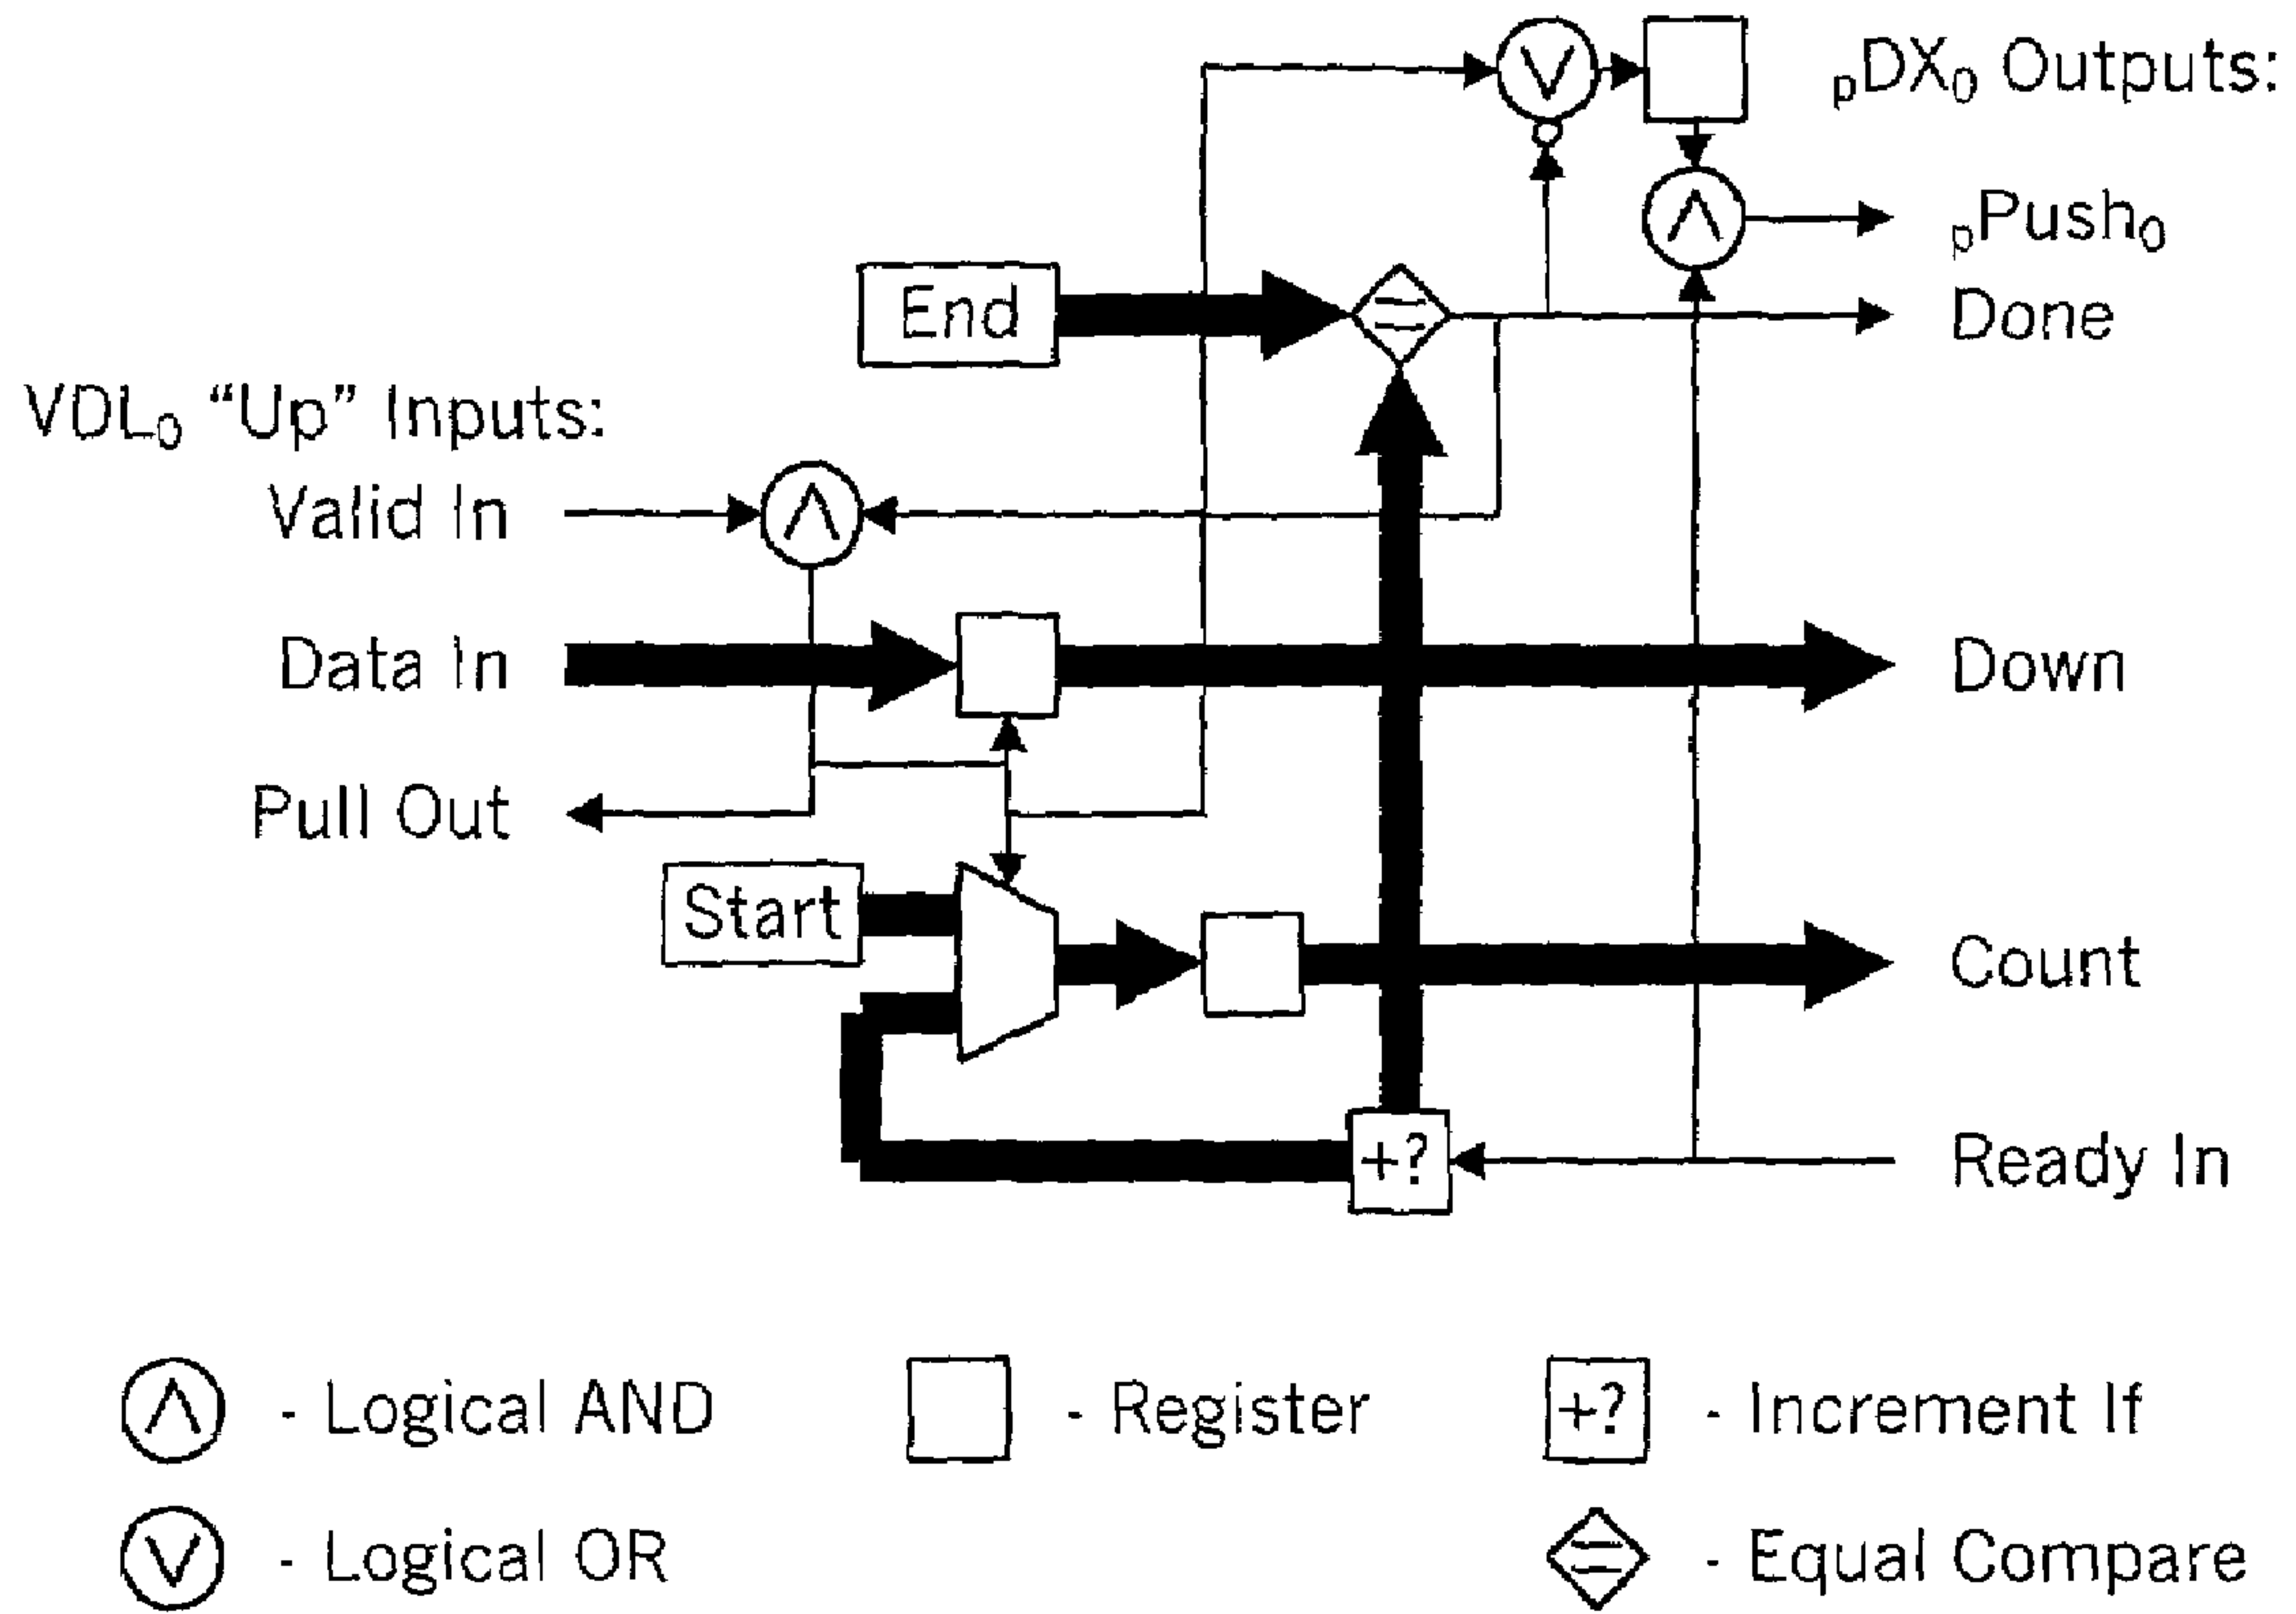 pDX0 Outputs:
pPush0
End
Done
VDL0 “Up” Inputs:
Valid In
Data In
Down
Pull Out
Start
Count
+?
Ready In
- Logical AND
- Register
+? - Increment If
- Logical OR
= - Equal Compare